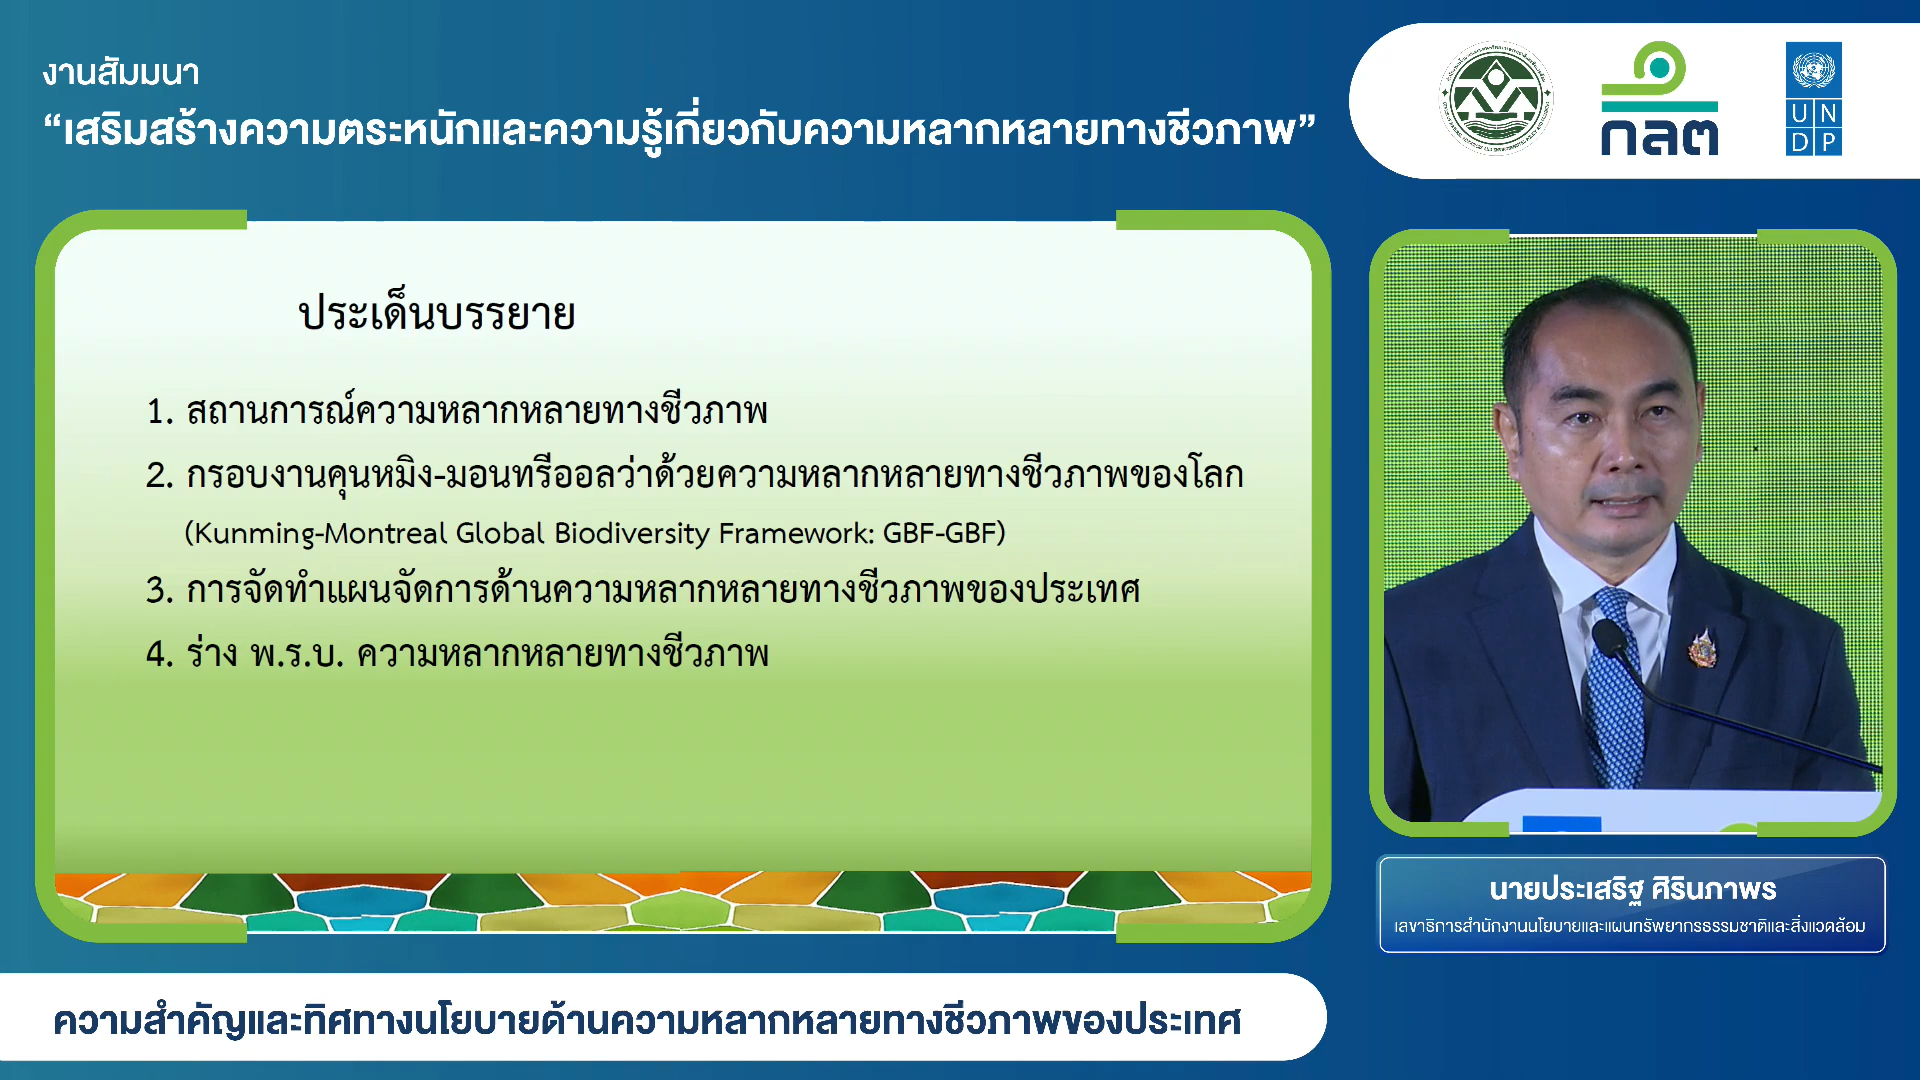 งานสัมมนา
“เสริมสร้างความตระหนักและความรู้เกี่ยวกับความหลากหลายทางชีวภาพ”
กลต
UN
DP
ประเด็นบรรยาย
1. สถานการณ์ความหลากหลายทางชีวภาพ
2. กรอบงานคุนหมิง-มอนทรีออลว่าด้วยความหลากหลายทางชีวภาพของโลก
(Kunming-Montreal Global Biodiversity Framework: GBF-GBF)
3. การจัดทำแผนจัดการด้านความหลากหลายทางชีวภาพของประเทศ
4. ร่าง พ.ร.บ. ความหลากหลายทางชีวภาพ
นายประเสริฐ ศิรินภาพร
เลขาธิการสำนักงานนโยบายและแผนทรัพยากรธรรมชาติและสิ่งแวดล้อม
ความสำคัญและทิศทางนโยบายด้านความหลากหลายทางชีวภาพของประเทศ